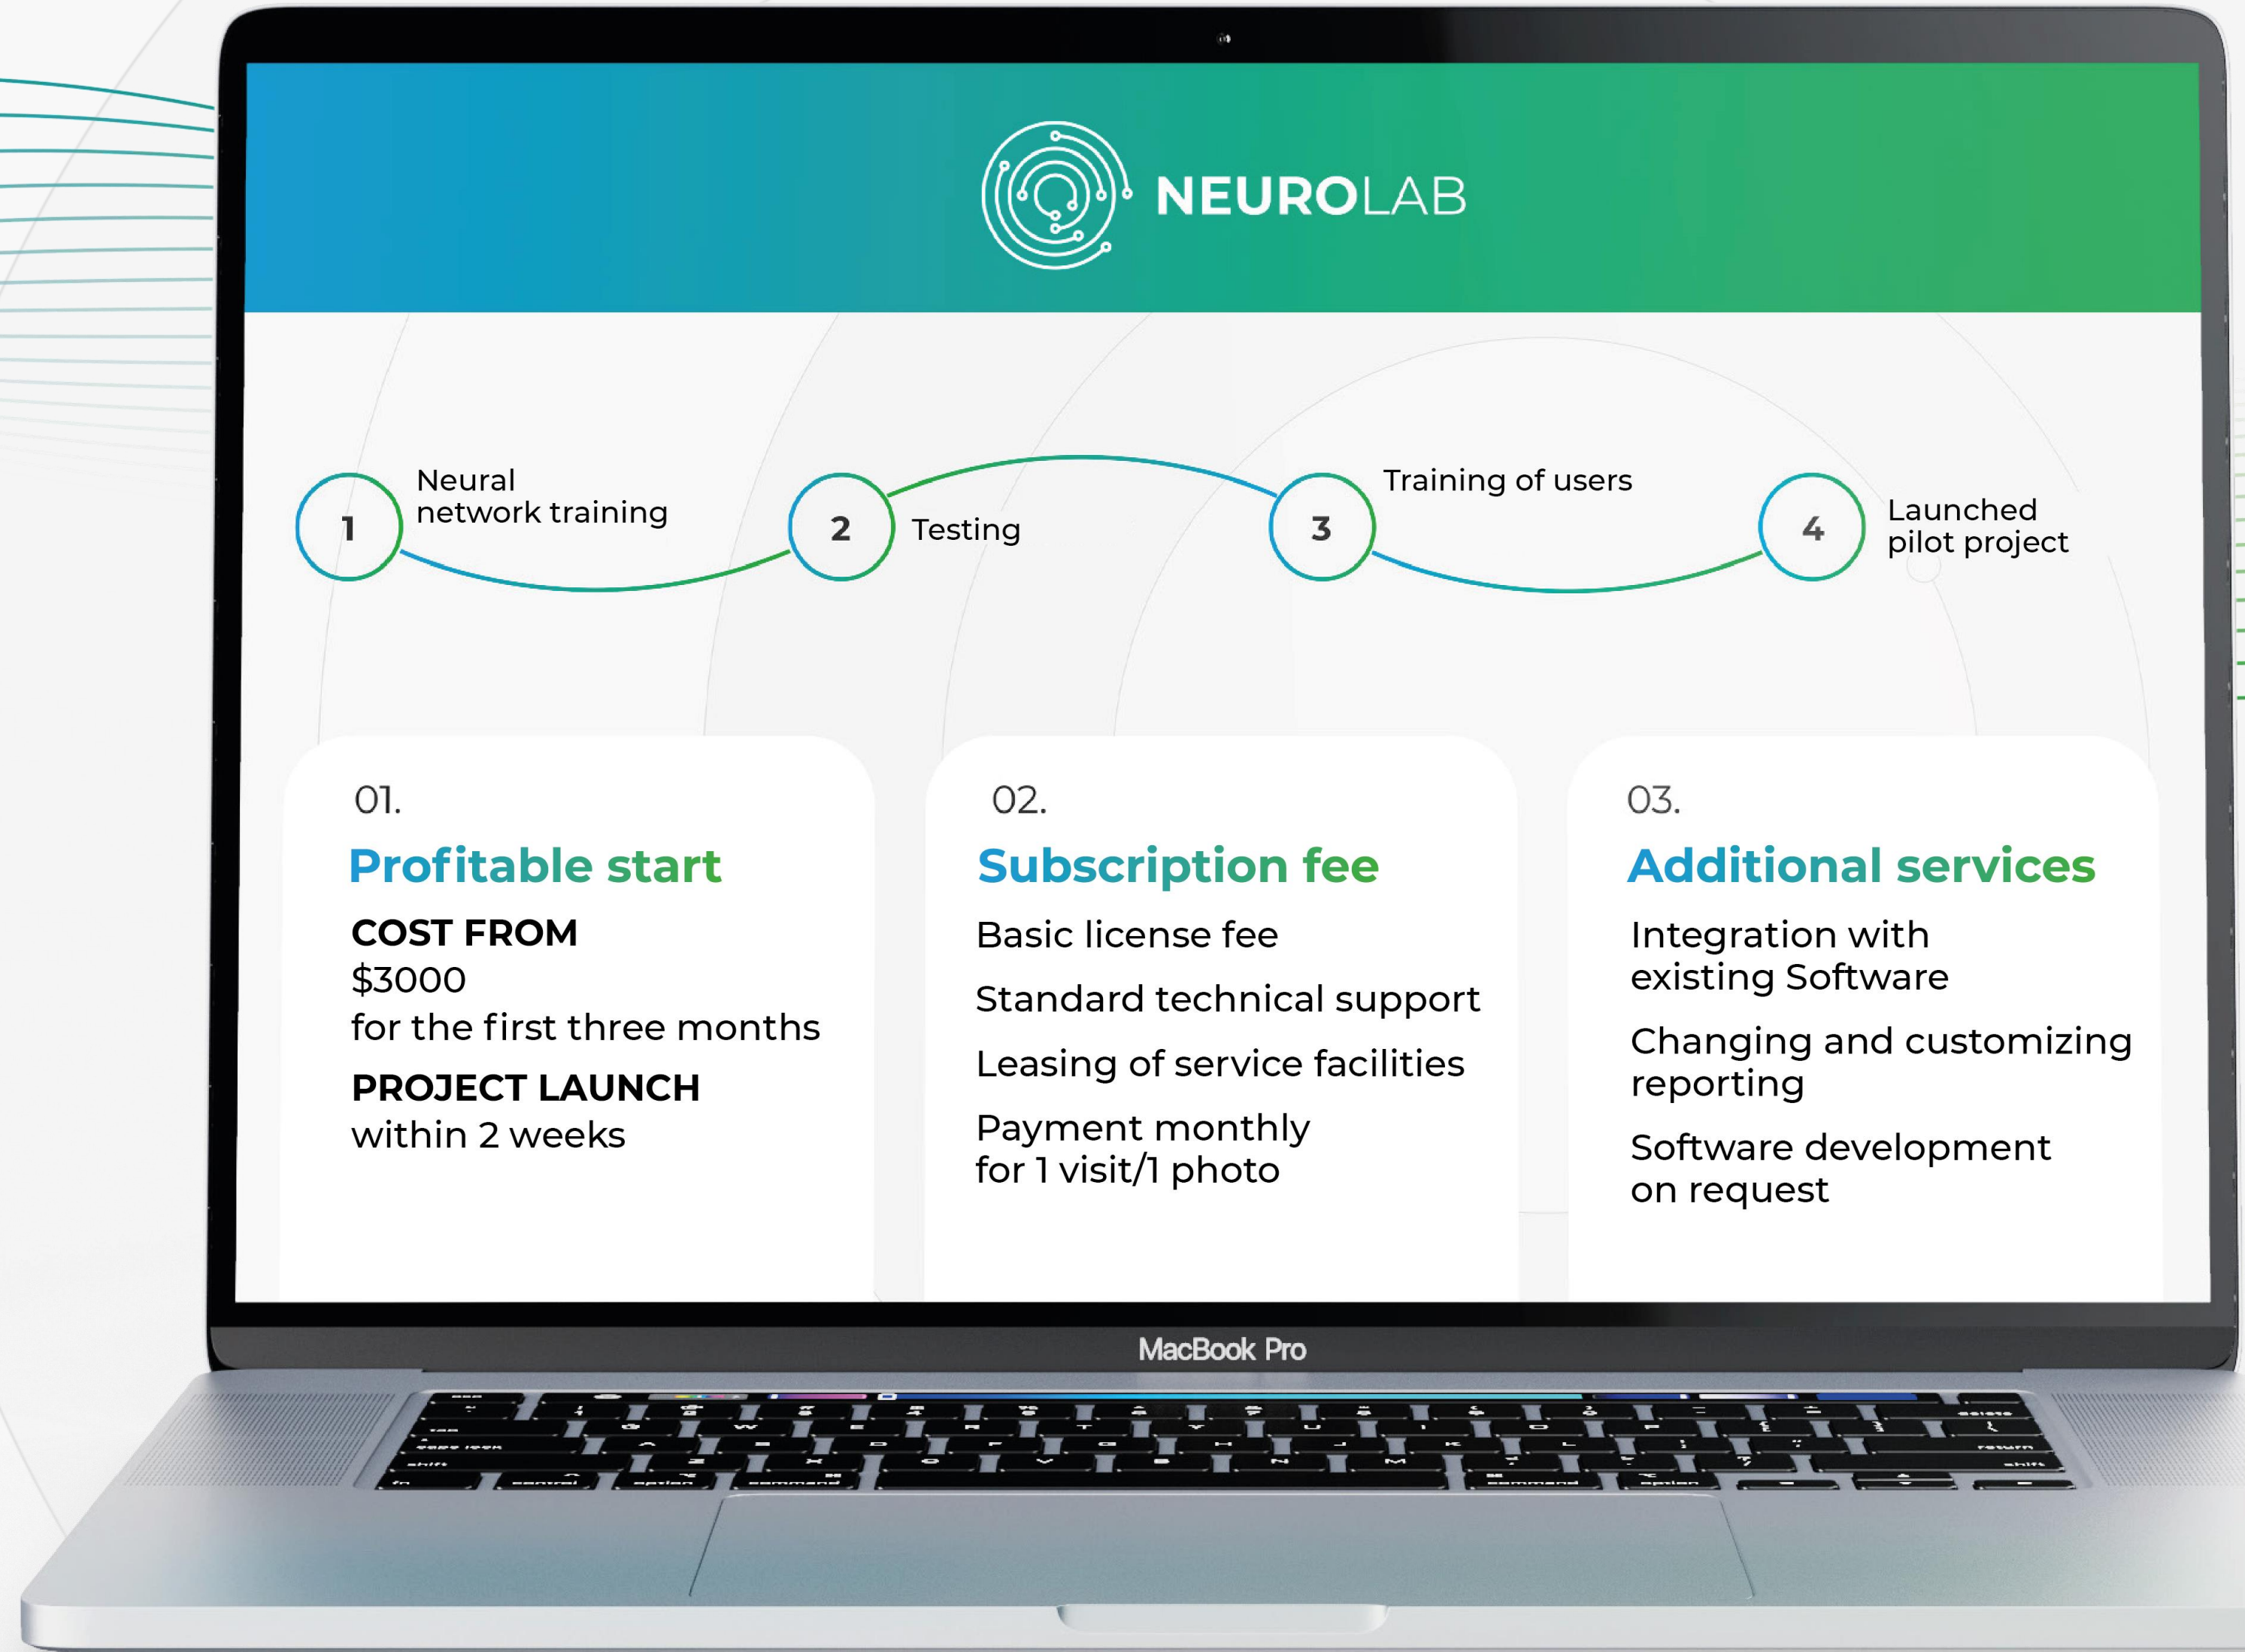 NEUROLAB
1
Neural
network training
2
Testing
3
Training of users
4
Launched
pilot project
01.
Profitable start
COST FROM
$3000
for the first three months
PROJECT LAUNCH
within 2 weeks
02.
Subscription fee
Basic license fee
Standard technical support
Leasing of service facilities
Payment monthly
for 1 visit/1 photo
03.
Additional services
Integration with
existing Software
Changing and customizing
reporting
Software development
on request
MacBook Pro